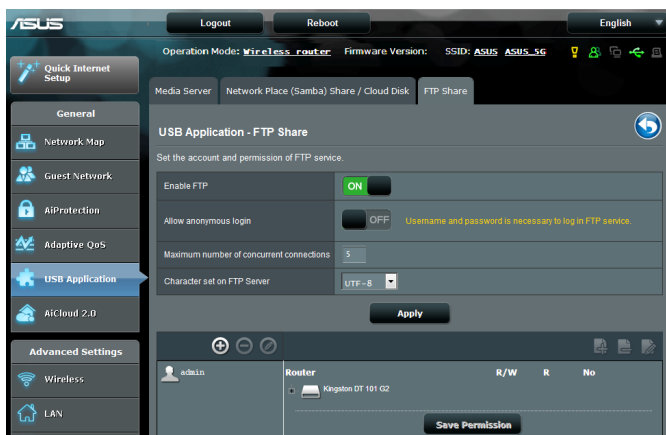 ASUS
Logout
Reboot
English
Operation Mode: Wireless router Firmware Version: SSID: ASUS ASUS_5G
Quick Internet
Setup
General
Network Map
Guest Network
AiProtection
Adaptive QoS
USB Application
AiCloud 2.0
Advanced Settings
Wireless
LAN
Media Server
Network Place (Samba) Share / Cloud Disk
FTP Share
USB Application - FTP Share
Set the account and permission of FTP service.
Enable FTP
ON
Allow anonymous login
OFF
Username and password is necessary to log in FTP service.
Maximum number of concurrent connections
5
Character set on FTP Server
UTF-8
Apply
admin
Router
R/W
R
No
Kingston DT 101 G2
Save Permission